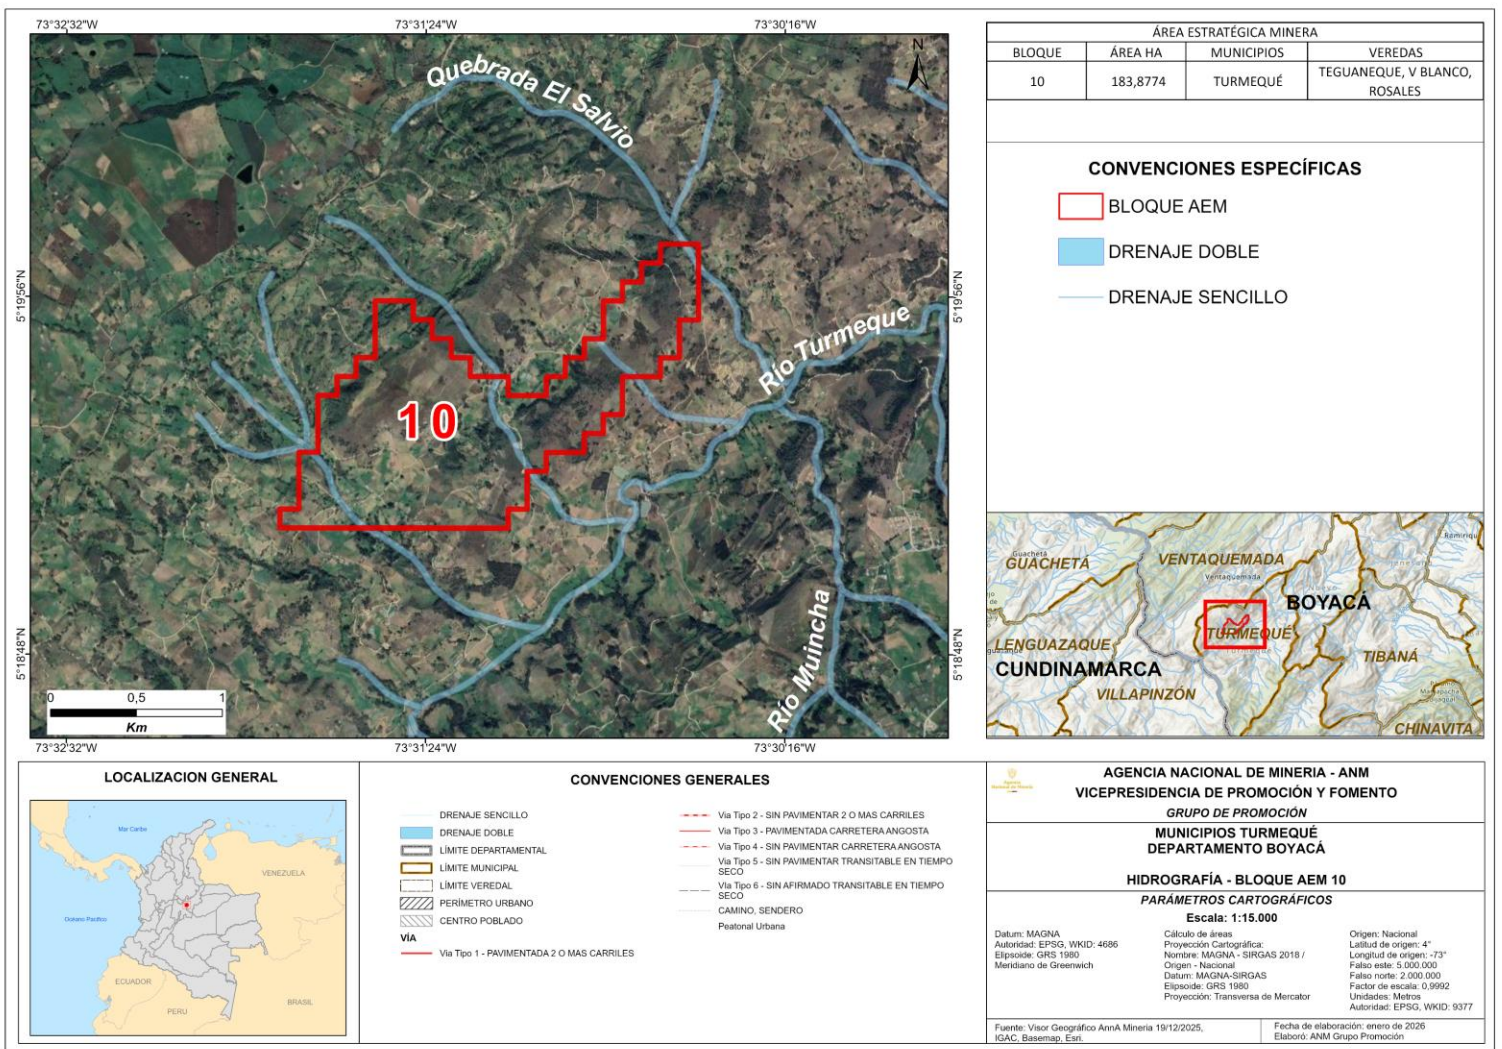 73°32'32"W
73°31'24"W
73°30'16"W
5°19'56"N
5°19'56"N
5°18'48"N
5°18'48"N
N
Quebrada El Salvio
Río Turmeque
Río Muincha
10
0 0,5 1
Km
73°32'32"W
73°31'24"W
73°30'16"W
ÁREA ESTRATÉGICA MINERA
BLOQUE ÁREA HA MUNICIPIOS VEREDAS
10 183,8774 TURMEQUÉ TEGUANEQUE, V BLANCO,
ROSALES
CONVENCIONES ESPECÍFICAS
BLOQUE AEM
DRENAJE DOBLE
DRENAJE SENCILLO
Guachetá
GUACHETÁ
VENTAQUEMADA
Ventaquemada
BOYACÁ
TURMEQUÉ
LENGUAZAQUE
CUNDINAMARCA
TIBANÁ
VILLAPINZÓN
CHINAVITA
LOCALIZACION GENERAL
Mar Caribe
VENEZUELA
Oceano Pacífico
ECUADOR
PERU
BRASIL
CONVENCIONES GENERALES
DRENAJE SENCILLO
DRENAJE DOBLE
LÍMITE DEPARTAMENTAL
LÍMITE MUNICIPAL
LÍMITE VEREDAL
PERÍMETRO URBANO
CENTRO POBLADO
VÍA
Via Tipo 1 - PAVIMENTADA 2 O MAS CARRILES
Via Tipo 2 - SIN PAVIMENTAR 2 O MAS CARRILES
Via Tipo 3 - PAVIMENTADA CARRETERA ANGOSTA
Via Tipo 4 - SIN PAVIMENTAR CARRETERA ANGOSTA
Via Tipo 5 - SIN PAVIMENTAR TRANSITABLE EN TIEMPO
SECO
Via Tipo 6 - SIN AFIRMADO TRANSITABLE EN TIEMPO
SECO
CAMINO, SENDERO
Peatonal Urbana
AGENCIA NACIONAL DE MINERIA - ANM
VICEPRESIDENCIA DE PROMOCIÓN Y FOMENTO
GRUPO DE PROMOCIÓN
MUNICIPIOS TURMEQUÉ
DEPARTAMENTO BOYACÁ
HIDROGRAFÍA - BLOQUE AEM 10
PARÁMETROS CARTOGRÁFICOS
Escala: 1:15.000
Datum: MAGNA
Autoridad: EPSG, WKID: 4686
Elipsoide: GRS 1980
Meridiano de Greenwich
Cálculo de áreas
Proyección Cartográfica:
Nombre: MAGNA - SIRGAS 2018 /
Origen - Nacional
Datum: MAGNA-SIRGAS
Elipsoide: GRS 1980
Proyección: Transversa de Mercator
Origen: Nacional
Latitud de origen: 4°
Longitud de origen: -73°
Falso este: 5.000.000
Falso norte: 2.000.000
Factor de escala: 0,9992
Unidades: Metros
Autoridad: EPSG, WKID: 9377
Fuente: Visor Geográfico AnnA Mineria 19/12/2025,
IGAC, Basemap, Esri.
Fecha de elaboración: enero de 2026
Elaboró: ANM Grupo Promoción